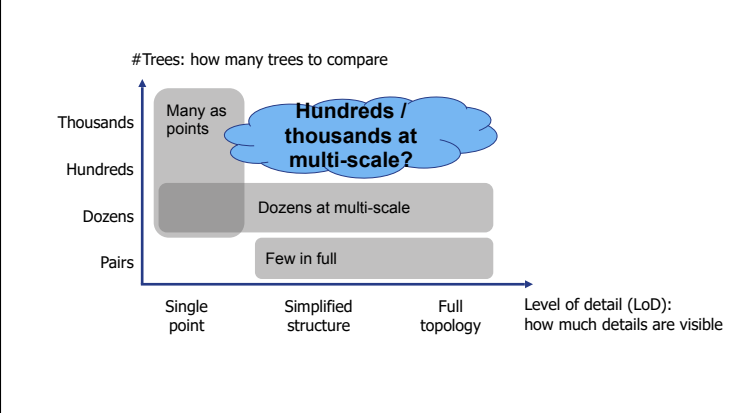 #Trees: how many trees to compare
Many as
points
Hundreds /
thousands at
multi-scale?
Thousands
Hundreds
Dozens
Pairs
Dozens at multi-scale
Few in full
Single
point
Simplified
structure
Full
topology
Level of detail (LoD):
how much details are visible